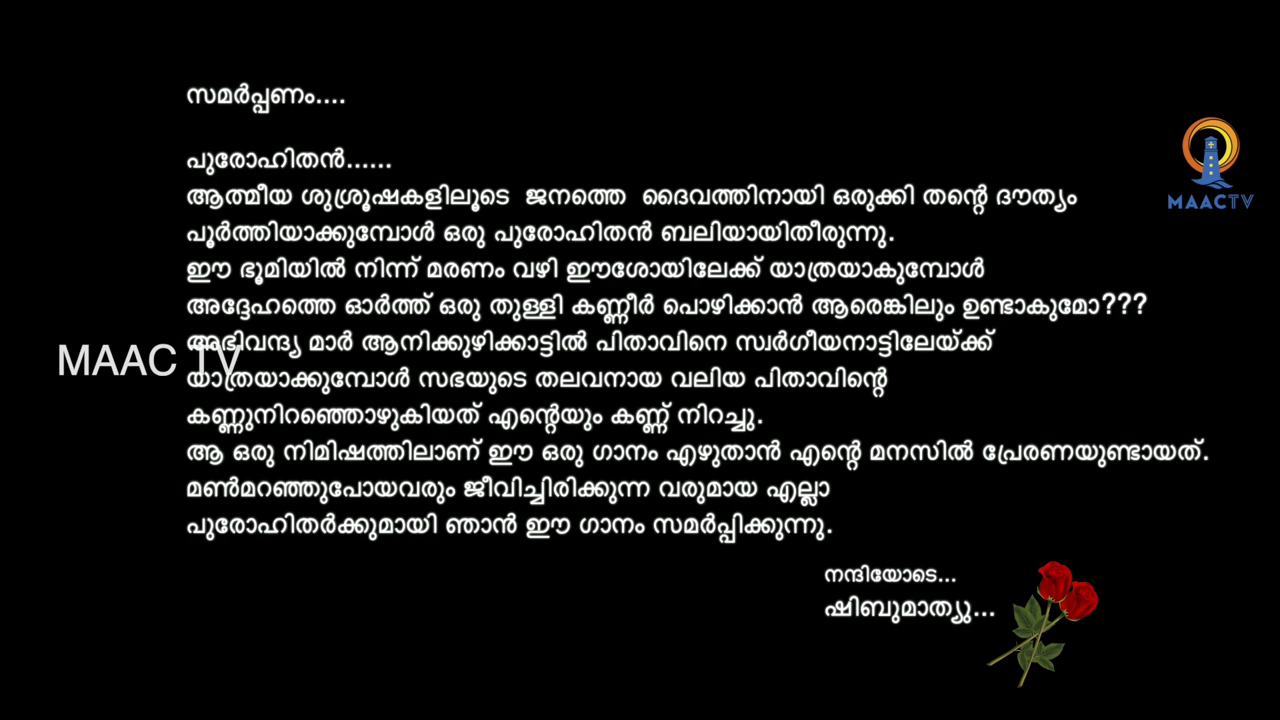 സമർപ്പണം....
പുരോഹിതൻ......
ആത്മീയ ശുശ്രൂഷകളിലൂടെ ജനത്തെ ദൈവത്തിനായി ഒരുക്കി തന്റെ ദൗത്യം
പൂർത്തിയാക്കുമ്പോൾ ഒരു പുരോഹിതൻ ബലിയായിതീരുന്നു.
ഈ ഭൂമിയിൽ നിന്ന് മരണം വഴി ഈശോയിലേക്ക് യാത്രയാകുമ്പോൾ
അദ്ദേഹത്തെ ഓർത്ത് ഒരു തുള്ളി കണ്ണീർ പൊഴിക്കാൻ ആരെങ്കിലും ഉണ്ടാകുമോ???
അഭിവന്ദ്യ മാർ ആനിക്കുഴിക്കാട്ടിൽ പിതാവിനെ സ്വർഗീയനാട്ടിലേയ്ക്ക്
യാത്രയാക്കുമ്പോൾ സഭയുടെ തലവനായ വലിയ പിതാവിന്റെ
കണ്ണുനിറഞ്ഞൊഴുകിയത് എന്റെയും കണ്ണ് നിറച്ചു.
ആ ഒരു നിമിഷത്തിലാണ് ഈ ഒരു ഗാനം എഴുതാൻ എന്റെ മനസിൽ പ്രേരണയുണ്ടായത്.
മൺമറഞ്ഞുപോയവരും ജീവിച്ചിരിക്കുന്ന വരുമായ എല്ലാ
പുരോഹിതർക്കുമായി ഞാൻ ഈ ഗാനം സമർപ്പിക്കുന്നു.
നന്ദിയോടെ...
ഷിബുമാത്യു...
MAAC TV
MAACTV